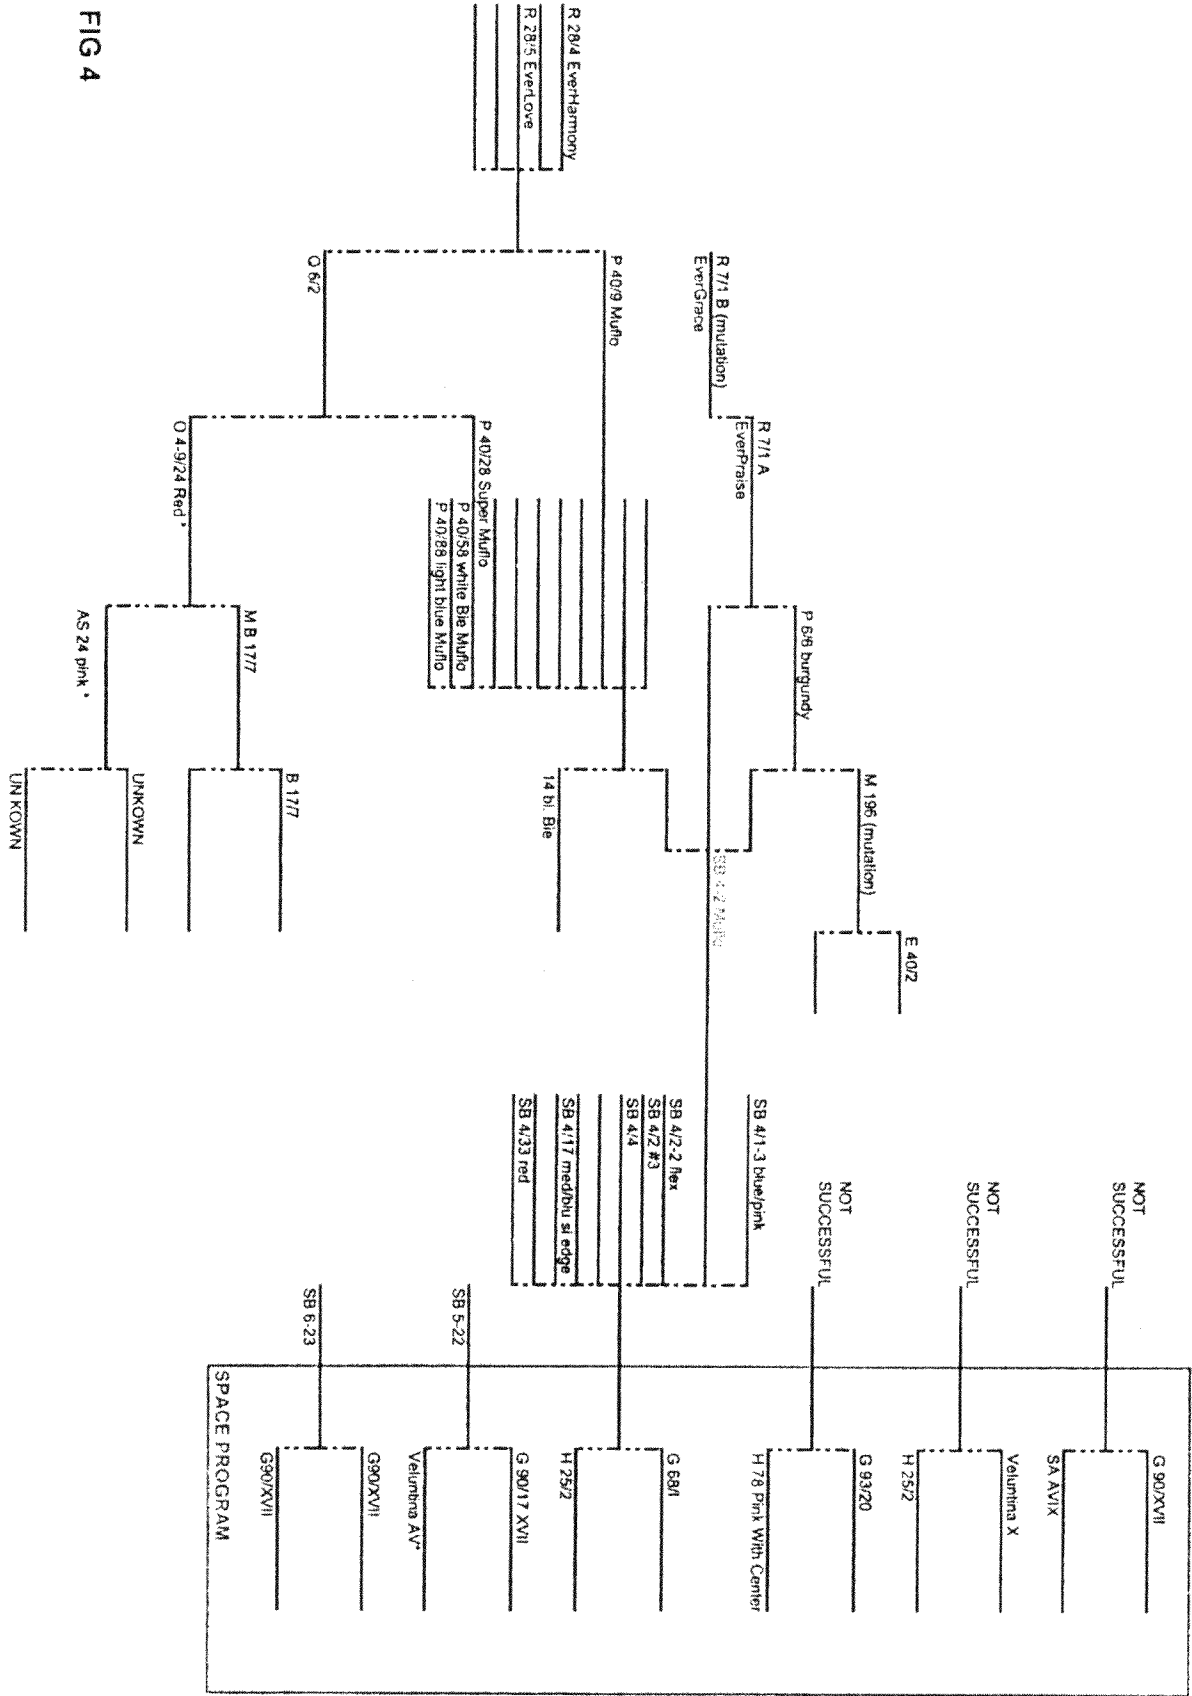 G 90/XVII
NOT
SUCCESSFUL
SA AVIX
Veluntina X
NOT
SUCCESSFUL
H 25/2
E 40/2
M 196 (mutation)
G 93/20
NOT
SUCCESSFUL
P 6/6 burgundy
R 7/1 A
EverPraise
H 78 Pink With Center
SB 4/1-3 blue/pink
R 7/1 B (mutation)
EverGrace
SB 4-2 Muflo
G 68/I
SB 4/2-2 flex
SB 4/2 #3
SB 4/4
P 40/9 Muflo
R 28/4 EverHarmony
H 25/2
SB 4/17 med/blu si edge
14 bl. Bie
R 28/5 EverLove
SB 4/33 red
G 90/17 XVII
P 40/28 Super Muflo
P 40/58 white Bie Muflo
SB 5-22
P 40/88 light blue Muflo
Veluntina AV*
G90/XVII
Q 6/2
SB 6-23
B 17/7
G90/XVII
M B 17/7
SPACE PROGRAM
O 4-9/24 Red *
UNKOWN
AS 24 pink *
FIG 4
UN KOWN